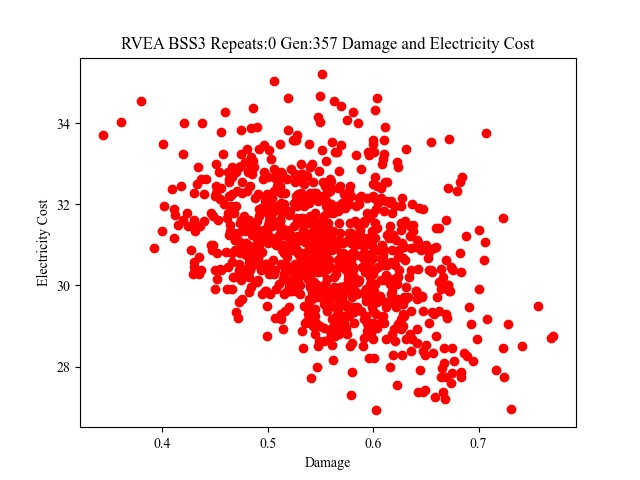 RVEA BSS3 Repeats:0 Gen:357 Damage and Electricity Cost
34
32
30
28
Electricity Cost
0.4 0.5 0.6 0.7
Damage